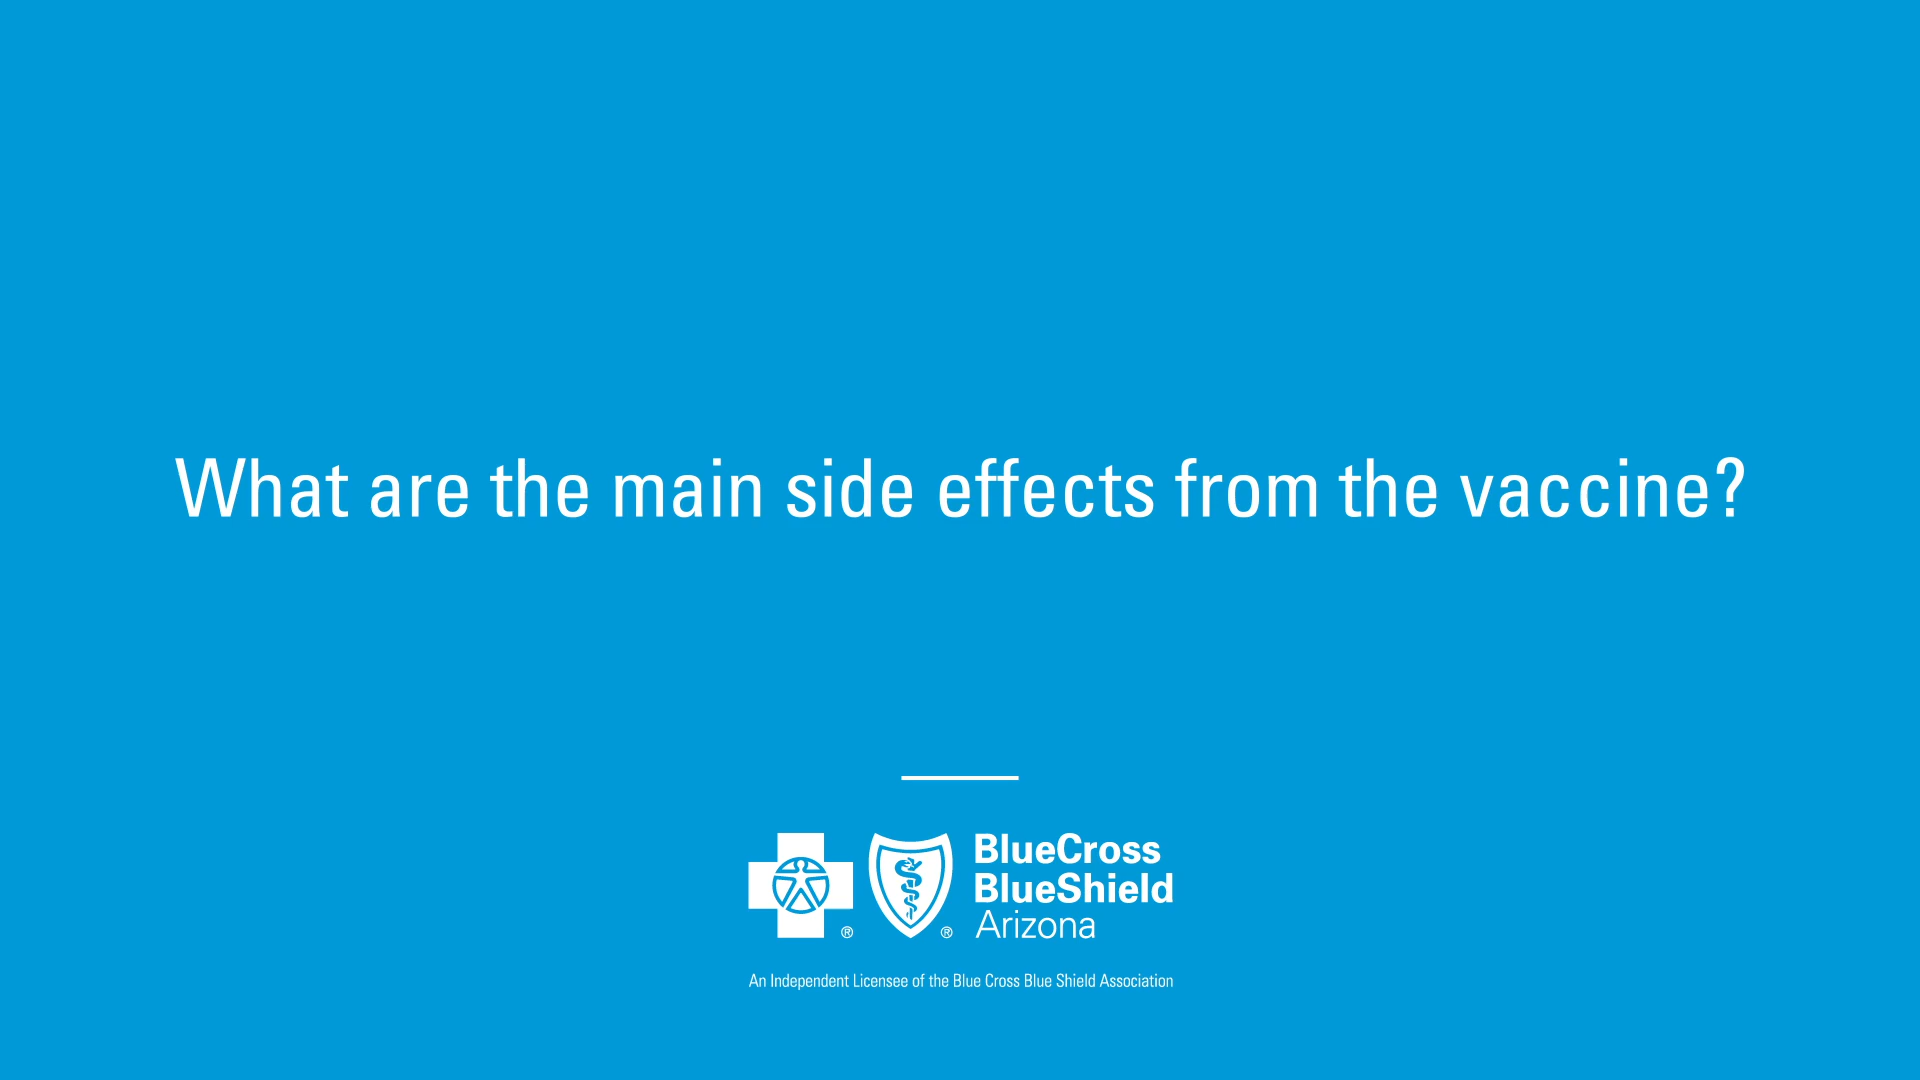 What are the main side effects from the vaccine?
BlueCross
BlueShield
Arizona
® ®
An Independent Licensee of the Blue Cross Blue Shield Association